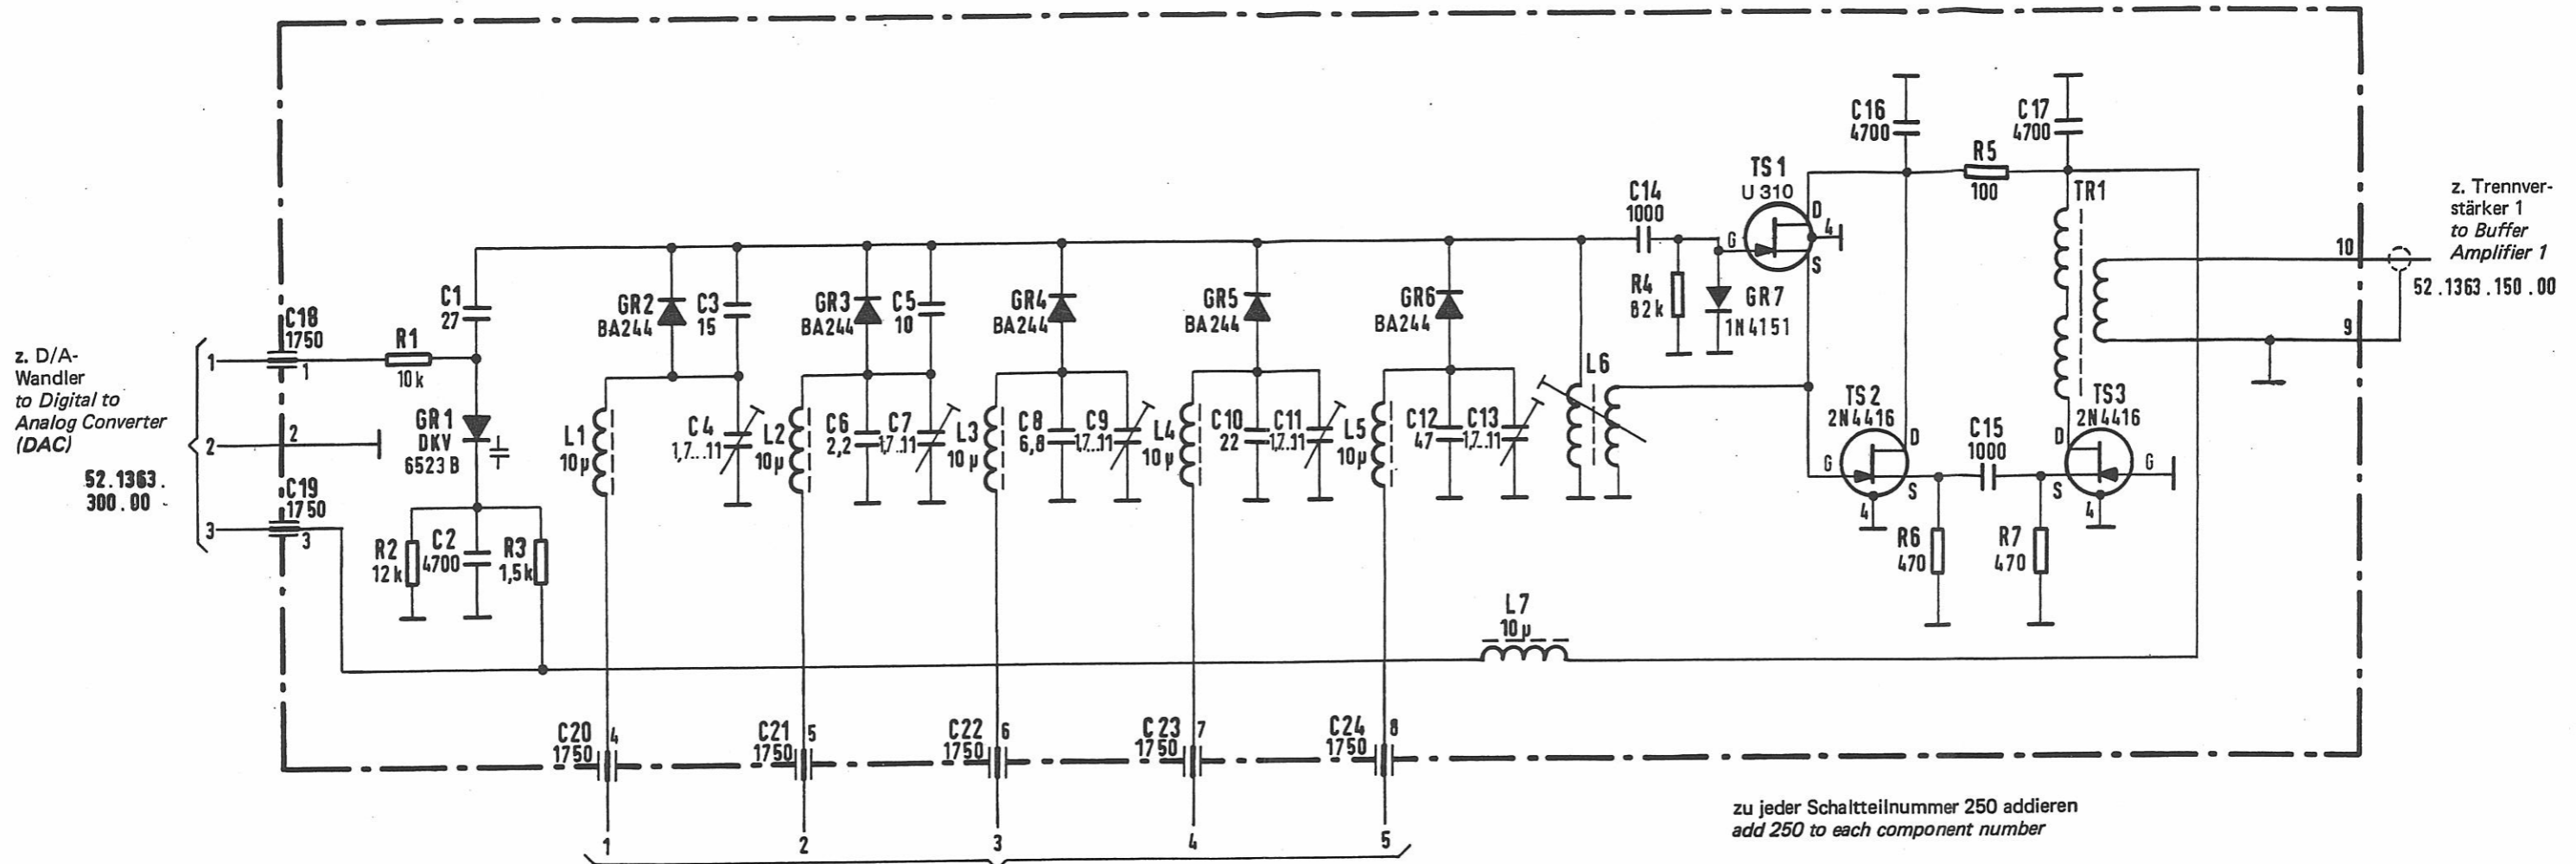 z. D/A-
Wandler
to Digital to
Analog Converter
(DAC)
52.1363.
300.00
1
2
3
C18
1750
1
2
C19
1750
3
R1
10k
C1
27
GR1
DKV
6523B
R2
12k
C2
4700
R3
1,5k
GR2
BA244
C3
15
L1
10µ
C4
1,7...11
GR3
BA244
C5
10
L2
10µ
C6
2,2
C7
1,7..11
GR4
BA244
L3
10µ
C8
6,8
C9
1,7...11
GR5
BA244
L4
10µ
C10
22
C11
1,7..11
GR6
BA244
L5
10µ
C12
47
C13
1,7..11
L6
C14
1000
R4
82k
GR7
1N4151
TS1
U310
D
4
G
S
C16
4700
R5
100
C17
4700
TR1
TS2
2N4416
D
G
S
4
C15
1000
TS3
2N4416
D
G
S
4
R6
470
R7
470
L7
10µ
10
9
z. Trennver-
stärker 1
to Buffer
Amplifier 1
52.1363.150.00
C20
1750
4
C21
1750
5
C22
1750
6
C23
1750
7
C24
1750
8
1
2
3
4
5
zu jeder Schaltteilnummer 250 addieren
add 250 to each component number